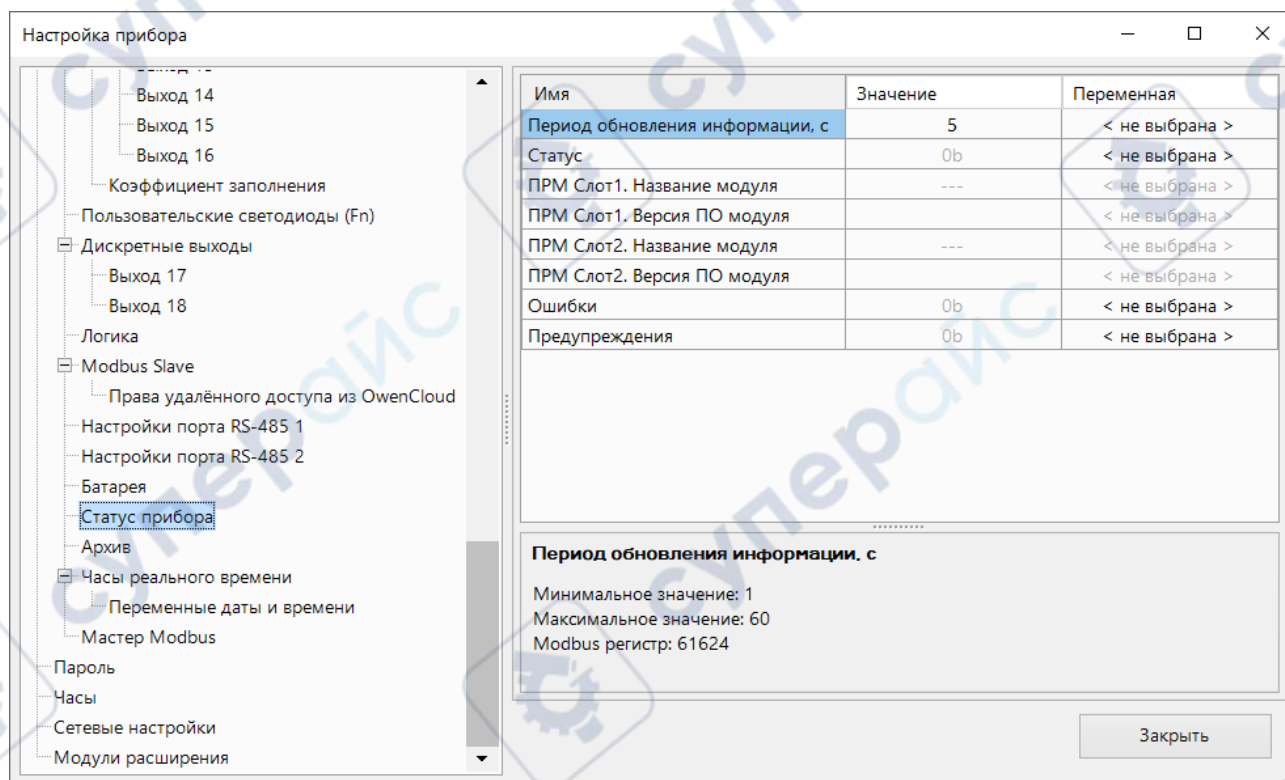 Настройка прибора
Выход 14
Выход 15
Выход 16
Коэффициент заполнения
Пользовательские светодиоды (Fn)
Дискретные выходы
Выход 17
Выход 18
Логика
Modbus Slave
Права удалённого доступа из OwenCloud
Настройки порта RS-485 1
Настройки порта RS-485 2
Батарея
Статус прибора
Архив
Часы реального времени
Переменные даты и времени
Мастер Modbus
Пароль
Часы
Сетевые настройки
Модули расширения
Имя Значение Переменная
Период обновления информации, с 5 < не выбрана >
Статус 0b < не выбрана >
ПРМ Слот1. Название модуля --- < не выбрана >
ПРМ Слот1. Версия ПО модуля < не выбрана >
ПРМ Слот2. Название модуля --- < не выбрана >
ПРМ Слот2. Версия ПО модуля < не выбрана >
Ошибки 0b < не выбрана >
Предупреждения 0b < не выбрана >
Период обновления информации, с
Минимальное значение: 1
Максимальное значение: 60
Modbus регистр: 61624
Закрыть
суперайс
суперайс